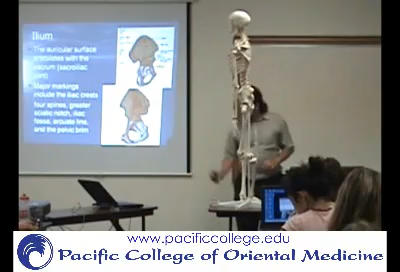 Ilium
The auricular surface
articulates with the
sacrum (sacroiliac
joint)
Major markings
include the iliac crests
four spines, greater
sciatic notch, iliac
fossa, arcuate line,
and the pelvic brim
www.pacificcollege.edu
Pacific College of Oriental Medicine